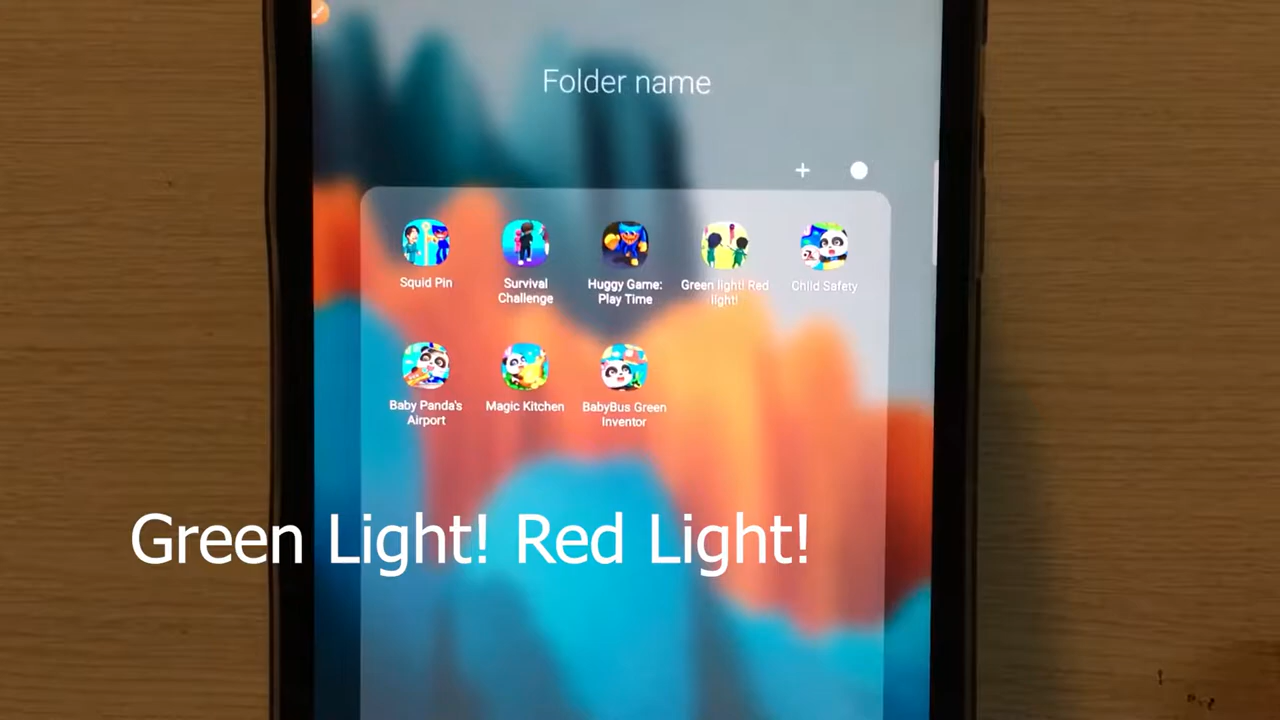 Folder name
Squid Pin
Survival
Challenge
Huggy Game:
Play Time
Green light! Red
light!
Child Safety
Baby Panda's
Airport
Magic Kitchen
BabyBus Green
Inventor
Green Light! Red Light!